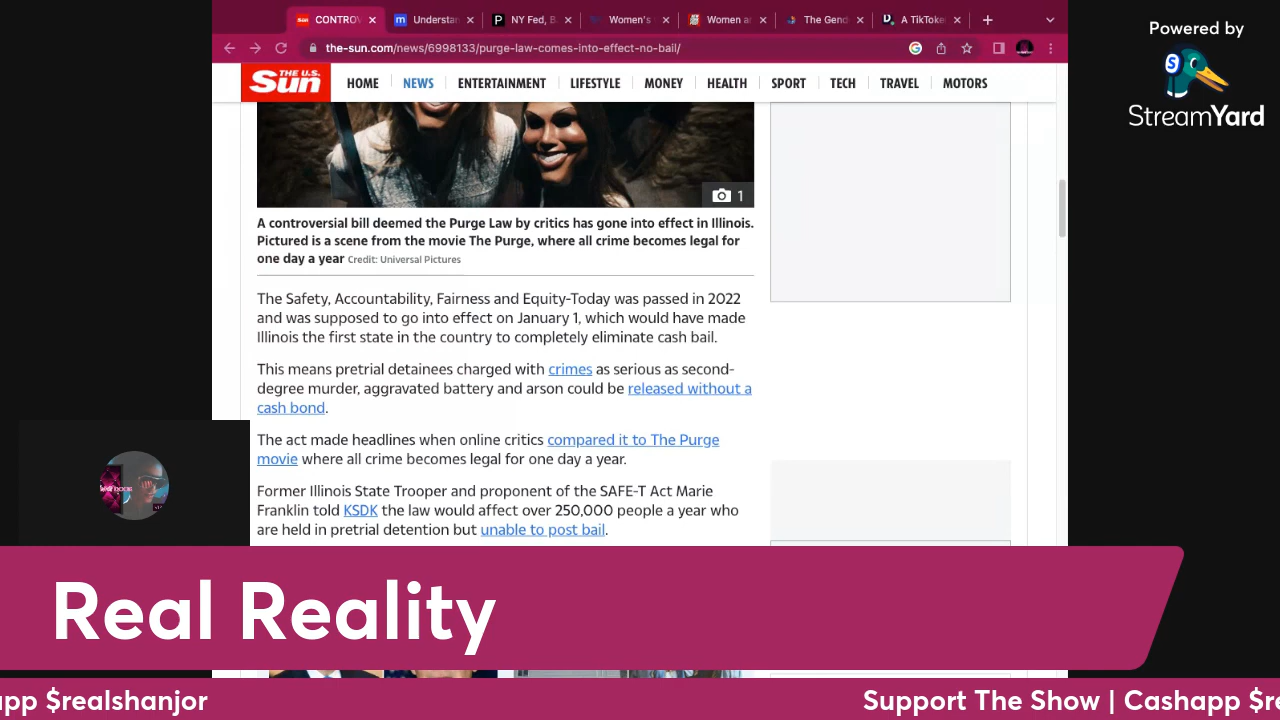 CONTROV
Understan
NY Fed, B
Women's
Women a
The Gend
A TikToke
Powered by
StreamYard
the-sun.com/news/6998133/purge-law-comes-into-effect-no-bail/
THE U.S.
Sun
HOME NEWS ENTERTAINMENT LIFESTYLE MONEY HEALTH SPORT TECH TRAVEL MOTORS
1
A controversial bill deemed the Purge Law by critics has gone into effect in Illinois.
Pictured is a scene from the movie The Purge, where all crime becomes legal for
one day a year Credit: Universal Pictures
The Safety, Accountability, Fairness and Equity-Today was passed in 2022
and was supposed to go into effect on January 1, which would have made
Illinois the first state in the country to completely eliminate cash bail.
This means pretrial detainees charged with crimes as serious as second-
degree murder, aggravated battery and arson could be released without a
cash bond.
The act made headlines when online critics compared it to The Purge
movie where all crime becomes legal for one day a year.
Former Illinois State Trooper and proponent of the SAFE-T Act Marie
Franklin told KSDK the law would affect over 250,000 people a year who
are held in pretrial detention but unable to post bail.
Real Reality
app $realshanjor
Support The Show | Cashapp $re